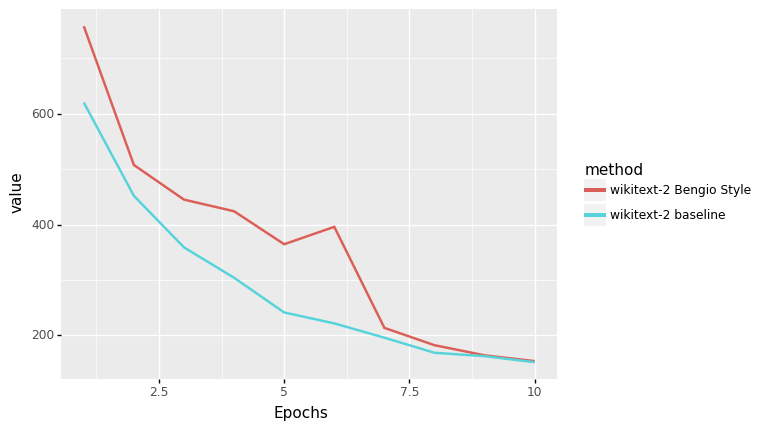 600
400
200
value
2.5
5
7.5
10
Epochs
method
wikitext-2 Bengio Style
wikitext-2 baseline